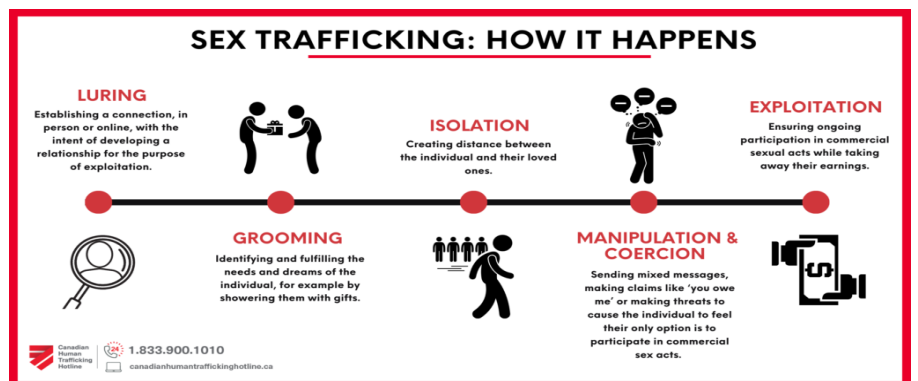 SEX TRAFFICKING: HOW IT HAPPENS
LURING
Establishing a connection, in
person or online, with the
intent of developing a
relationship for the purpose
of exploitation.
GROOMING
Identifying and fulfilling the
needs and dreams of the
individual, for example by
showering them with gifts.
ISOLATION
Creating distance between
the individual and their loved
ones.
MANIPULATION &
COERCION
Sending mixed messages,
making claims like ‘you owe
me’ or making threats to
cause the individual to feel
their only option is to
participate in commercial
sex acts.
EXPLOITATION
Ensuring ongoing
participation in commercial
sexual acts while taking
away their earnings.
$
Canadian
Human
Trafficking
Hotline
24
1.833.900.1010
canadianhumantraffickinghotline.ca